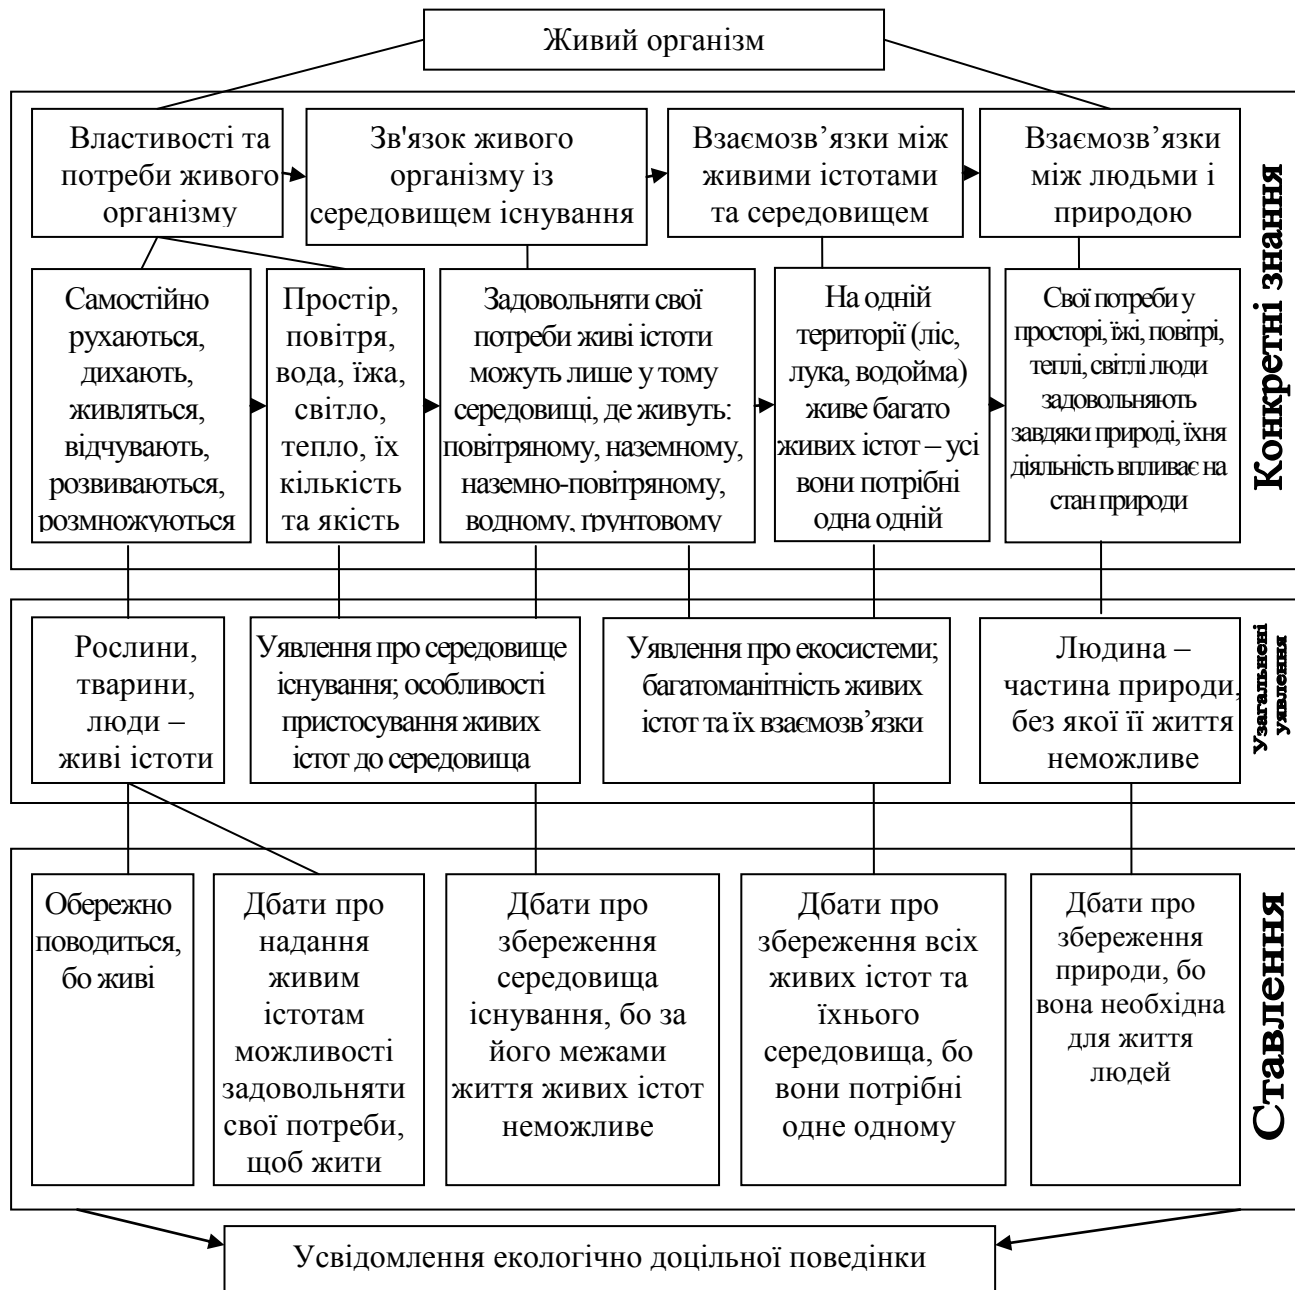 Живий організм
Властивості та
потреби живого
організму
Зв'язок живого
організму із
середовищем існування
Взаємозв’язки між
живими істотами
та середовищем
Взаємозв’язки
між людьми і
природою
Конкретні знання
Самостійно
рухаються,
дихають,
живляться,
відчувають,
розвиваються,
розмножуються
Простір,
повітря,
вода, їжа,
світло,
тепло, їх
кількість
та якість
Задовольняти свої
потреби живі істоти
можуть лише у тому
середовищі, де живуть:
повітряному, наземному,
наземно-повітряному,
водному, ґрунтовому
На одній
території (ліс,
лука, водойма)
живе багато
живих істот – усі
вони потрібні
одна одній
Свої потреби у
просторі, їжі, повітрі,
теплі, світлі люди
задовольняють
завдяки природі, їхня
діяльність впливає на
стан природи
Рослини,
тварини,
люди –
живі істоти
Уявлення про середовище
існування; особливості
пристосування живих
істот до середовища
Уявлення про екосистеми;
багатоманітність живих
істот та їх взаємозв’язки
Людина –
частина природи,
без якої її життя
неможливе
Узагальнені
уявлення
Обережно
поводиться,
бо живі
Дбати про
надання
живим
істотам
можливості
задовольняти
свої потреби,
щоб жити
Дбати про
збереження
середовища
існування, бо за
його межами
життя живих істот
неможливе
Дбати про
збереження всіх
живих істот та
їхнього
середовища, бо
вони потрібні
одне одному
Дбати про
збереження
природи, бо
вона необхідна
для життя
людей
Ставлення
Усвідомлення екологічно доцільної поведінки